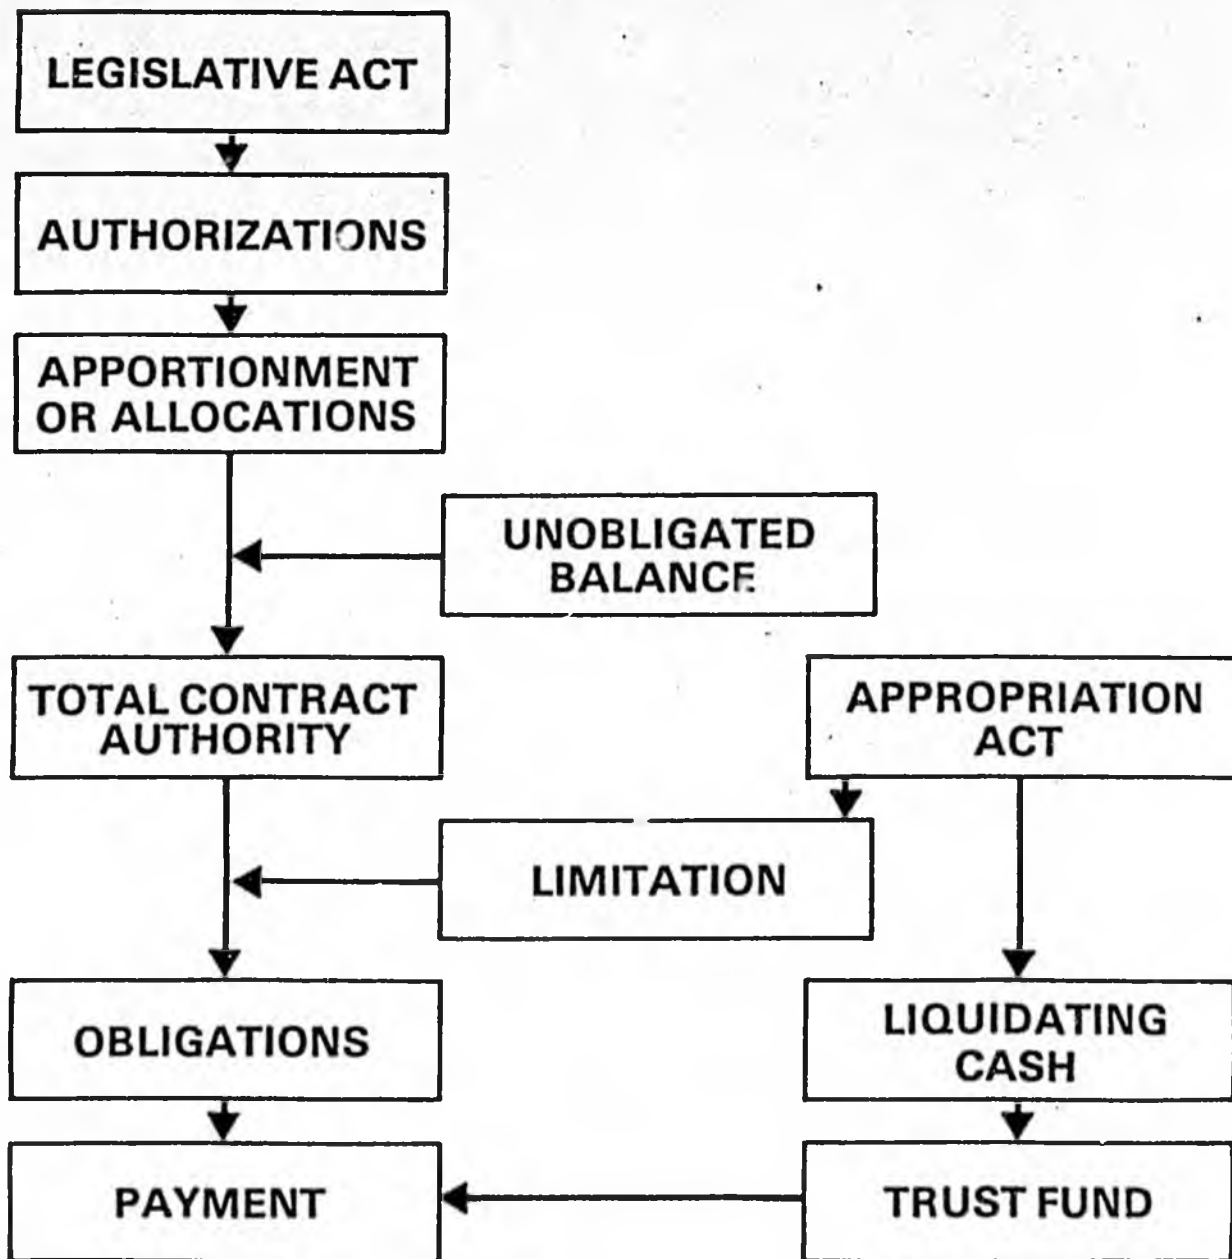 LEGISLATIVE ACT
AUTHORIZATIONS
APPORTIONMENT
OR ALLOCATIONS
UNOBLIGATED
BALANCE
TOTAL CONTRACT
AUTHORITY
APPROPRIATION
ACT
LIMITATION
OBLIGATIONS
LIQUIDATING
CASH
PAYMENT
TRUST FUND